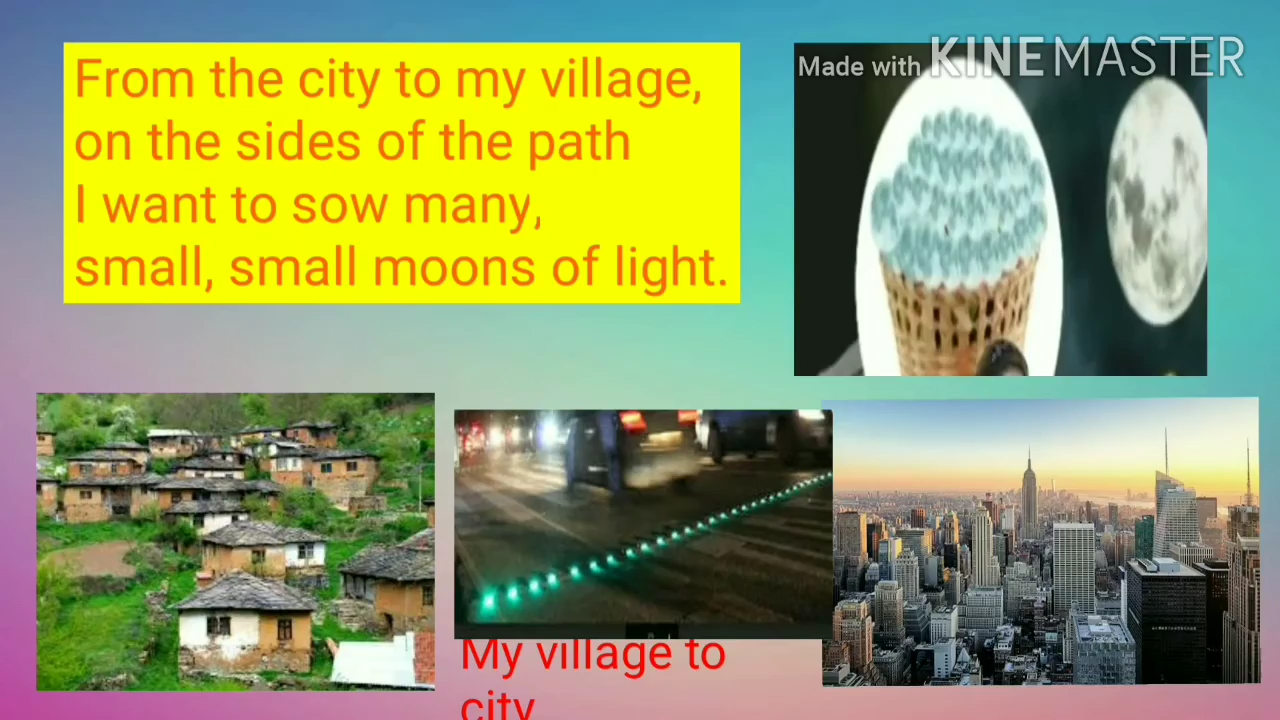 From the city to my village,
on the sides of the path
I want to sow many,
small, small moons of light.
Made with KINEMASTER
My village to
city